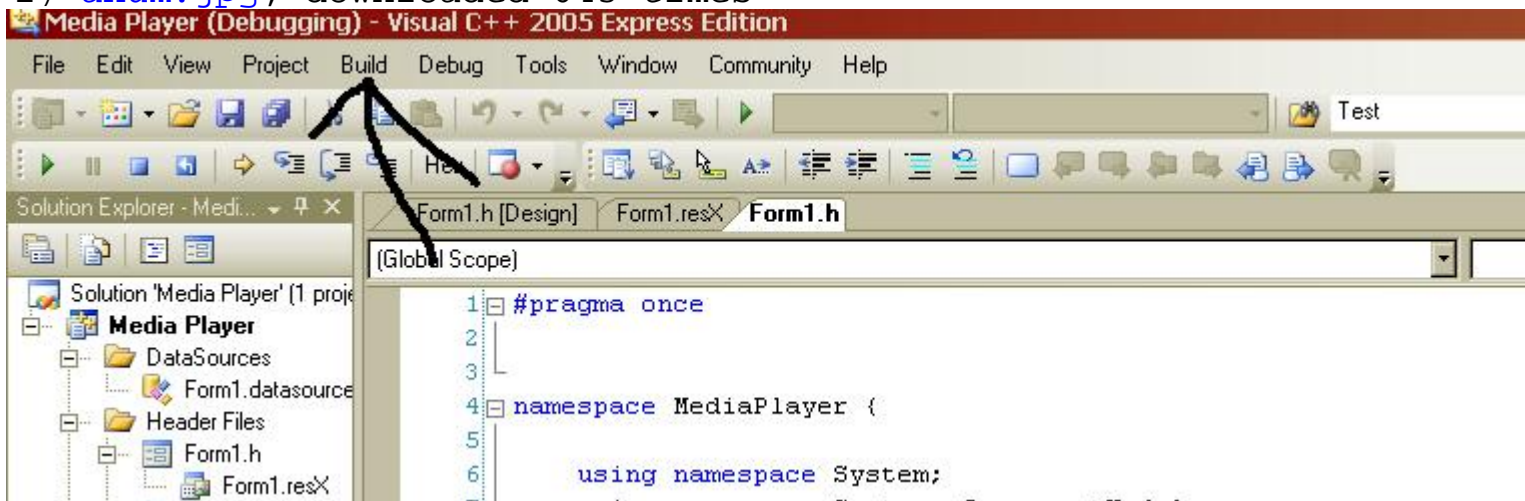 Media Player (Debugging) - Visual C++ 2005 Express Edition
File Edit View Project Build Debug Tools Window Community Help
Test
Solution Explorer - Medi...
Form1.h [Design] Form1.resX Form1.h
(Global Scope)
Solution 'Media Player' (1 proje
Media Player
DataSources
Form1.datasource
Header Files
Form1.h
Form1.resX
1 #pragma once
2
3
4 namespace MediaPlayer {
5
6 using namespace System;